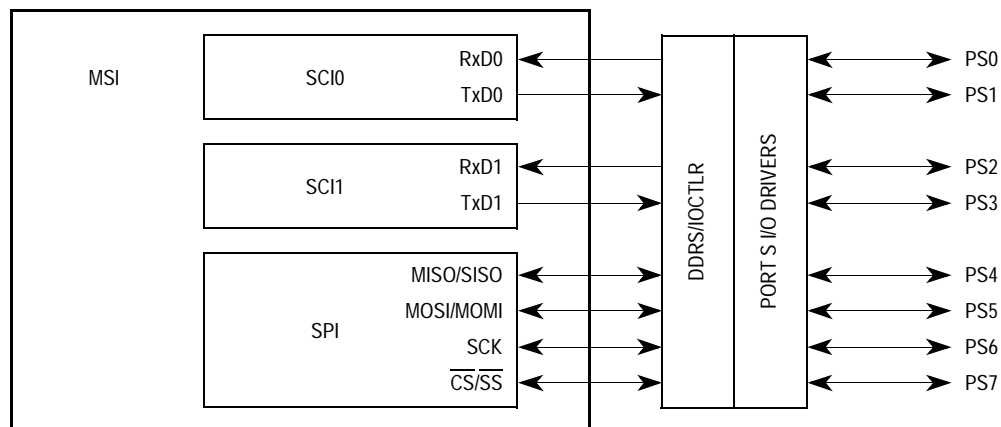 MSI
SCI0
RxD0
TxD0
SCI1
RxD1
TxD1
SPI
MISO/SISO
MOSI/MOMI
SCK
CS/SS
DDRS/IOCTLR
PORT S I/O DRIVERS
PS0
PS1
PS2
PS3
PS4
PS5
PS6
PS7